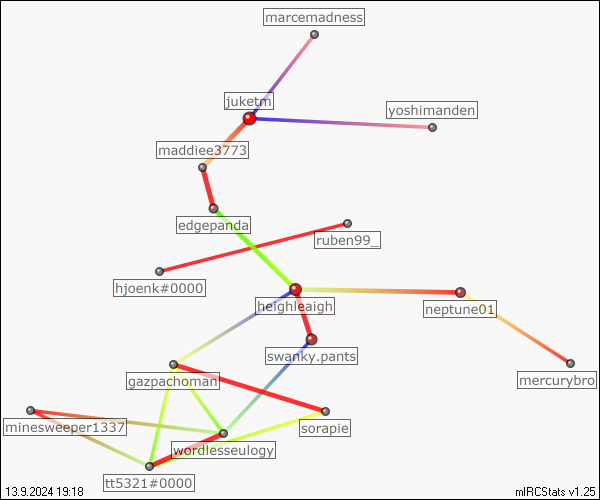 marcemadness
juketm
yoshimanden
maddiee3773
edgepanda
ruben99_
hjoenk#0000
heighleaigh
neptune01
swanky.pants
gazpachoman
mercurybro
minesweeper1337
sorapie
wordlesseulogy
tt5321#0000
13.9.2024 19:18
mIRCStats v1.25